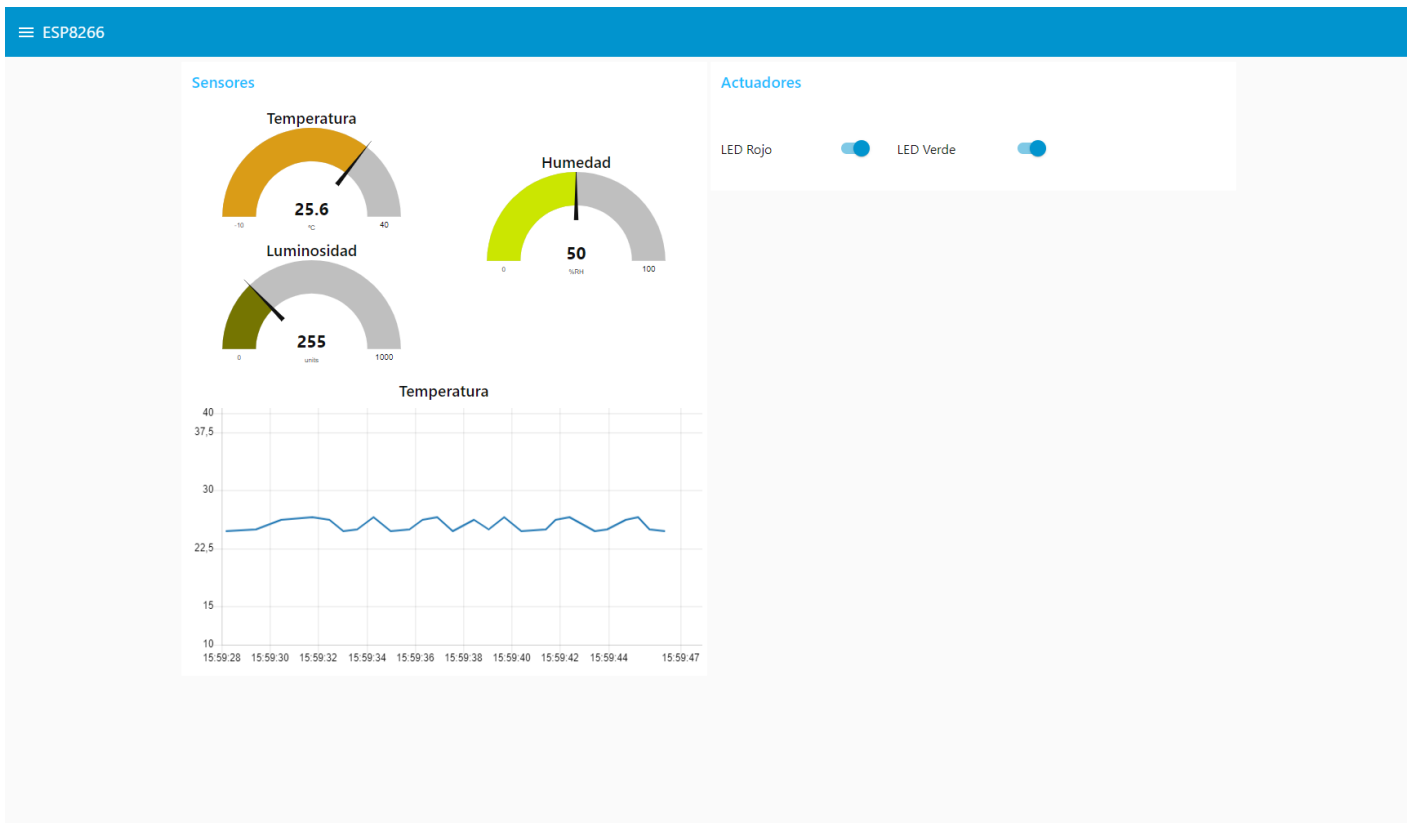 ESP8266
Sensores
Temperatura
25.6
-10
°C
40
Humedad
50
0
%RH
100
Luminosidad
255
0
units
1000
Temperatura
40
37,5
30
22,5
15
10
15:59:28 15:59:30 15:59:32 15:59:34 15:59:36 15:59:38 15:59:40 15:59:42 15:59:44 15:59:47
Actuadores
LED Rojo
LED Verde